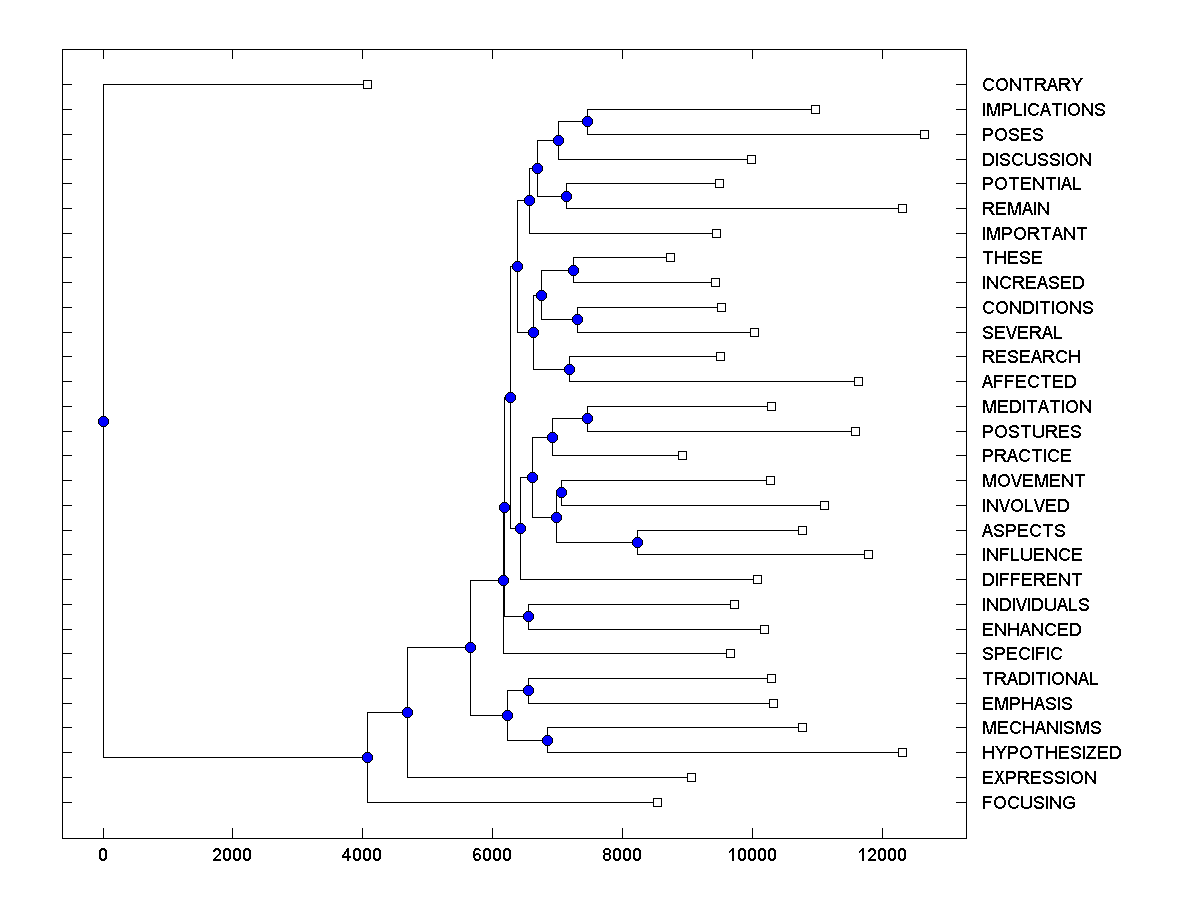 CONTRARY
IMPLICATIONS
POSES
DISCUSSION
POTENTIAL
REMAIN
IMPORTANT
THESE
INCREASED
CONDITIONS
SEVERAL
RESEARCH
AFFECTED
MEDITATION
POSTURES
PRACTICE
MOVEMENT
INVOLVED
ASPECTS
INFLUENCE
DIFFERENT
INDIVIDUALS
ENHANCED
SPECIFIC
TRADITIONAL
EMPHASIS
MECHANISMS
HYPOTHESIZED
EXPRESSION
FOCUSING
0 2000 4000 6000 8000 10000 12000